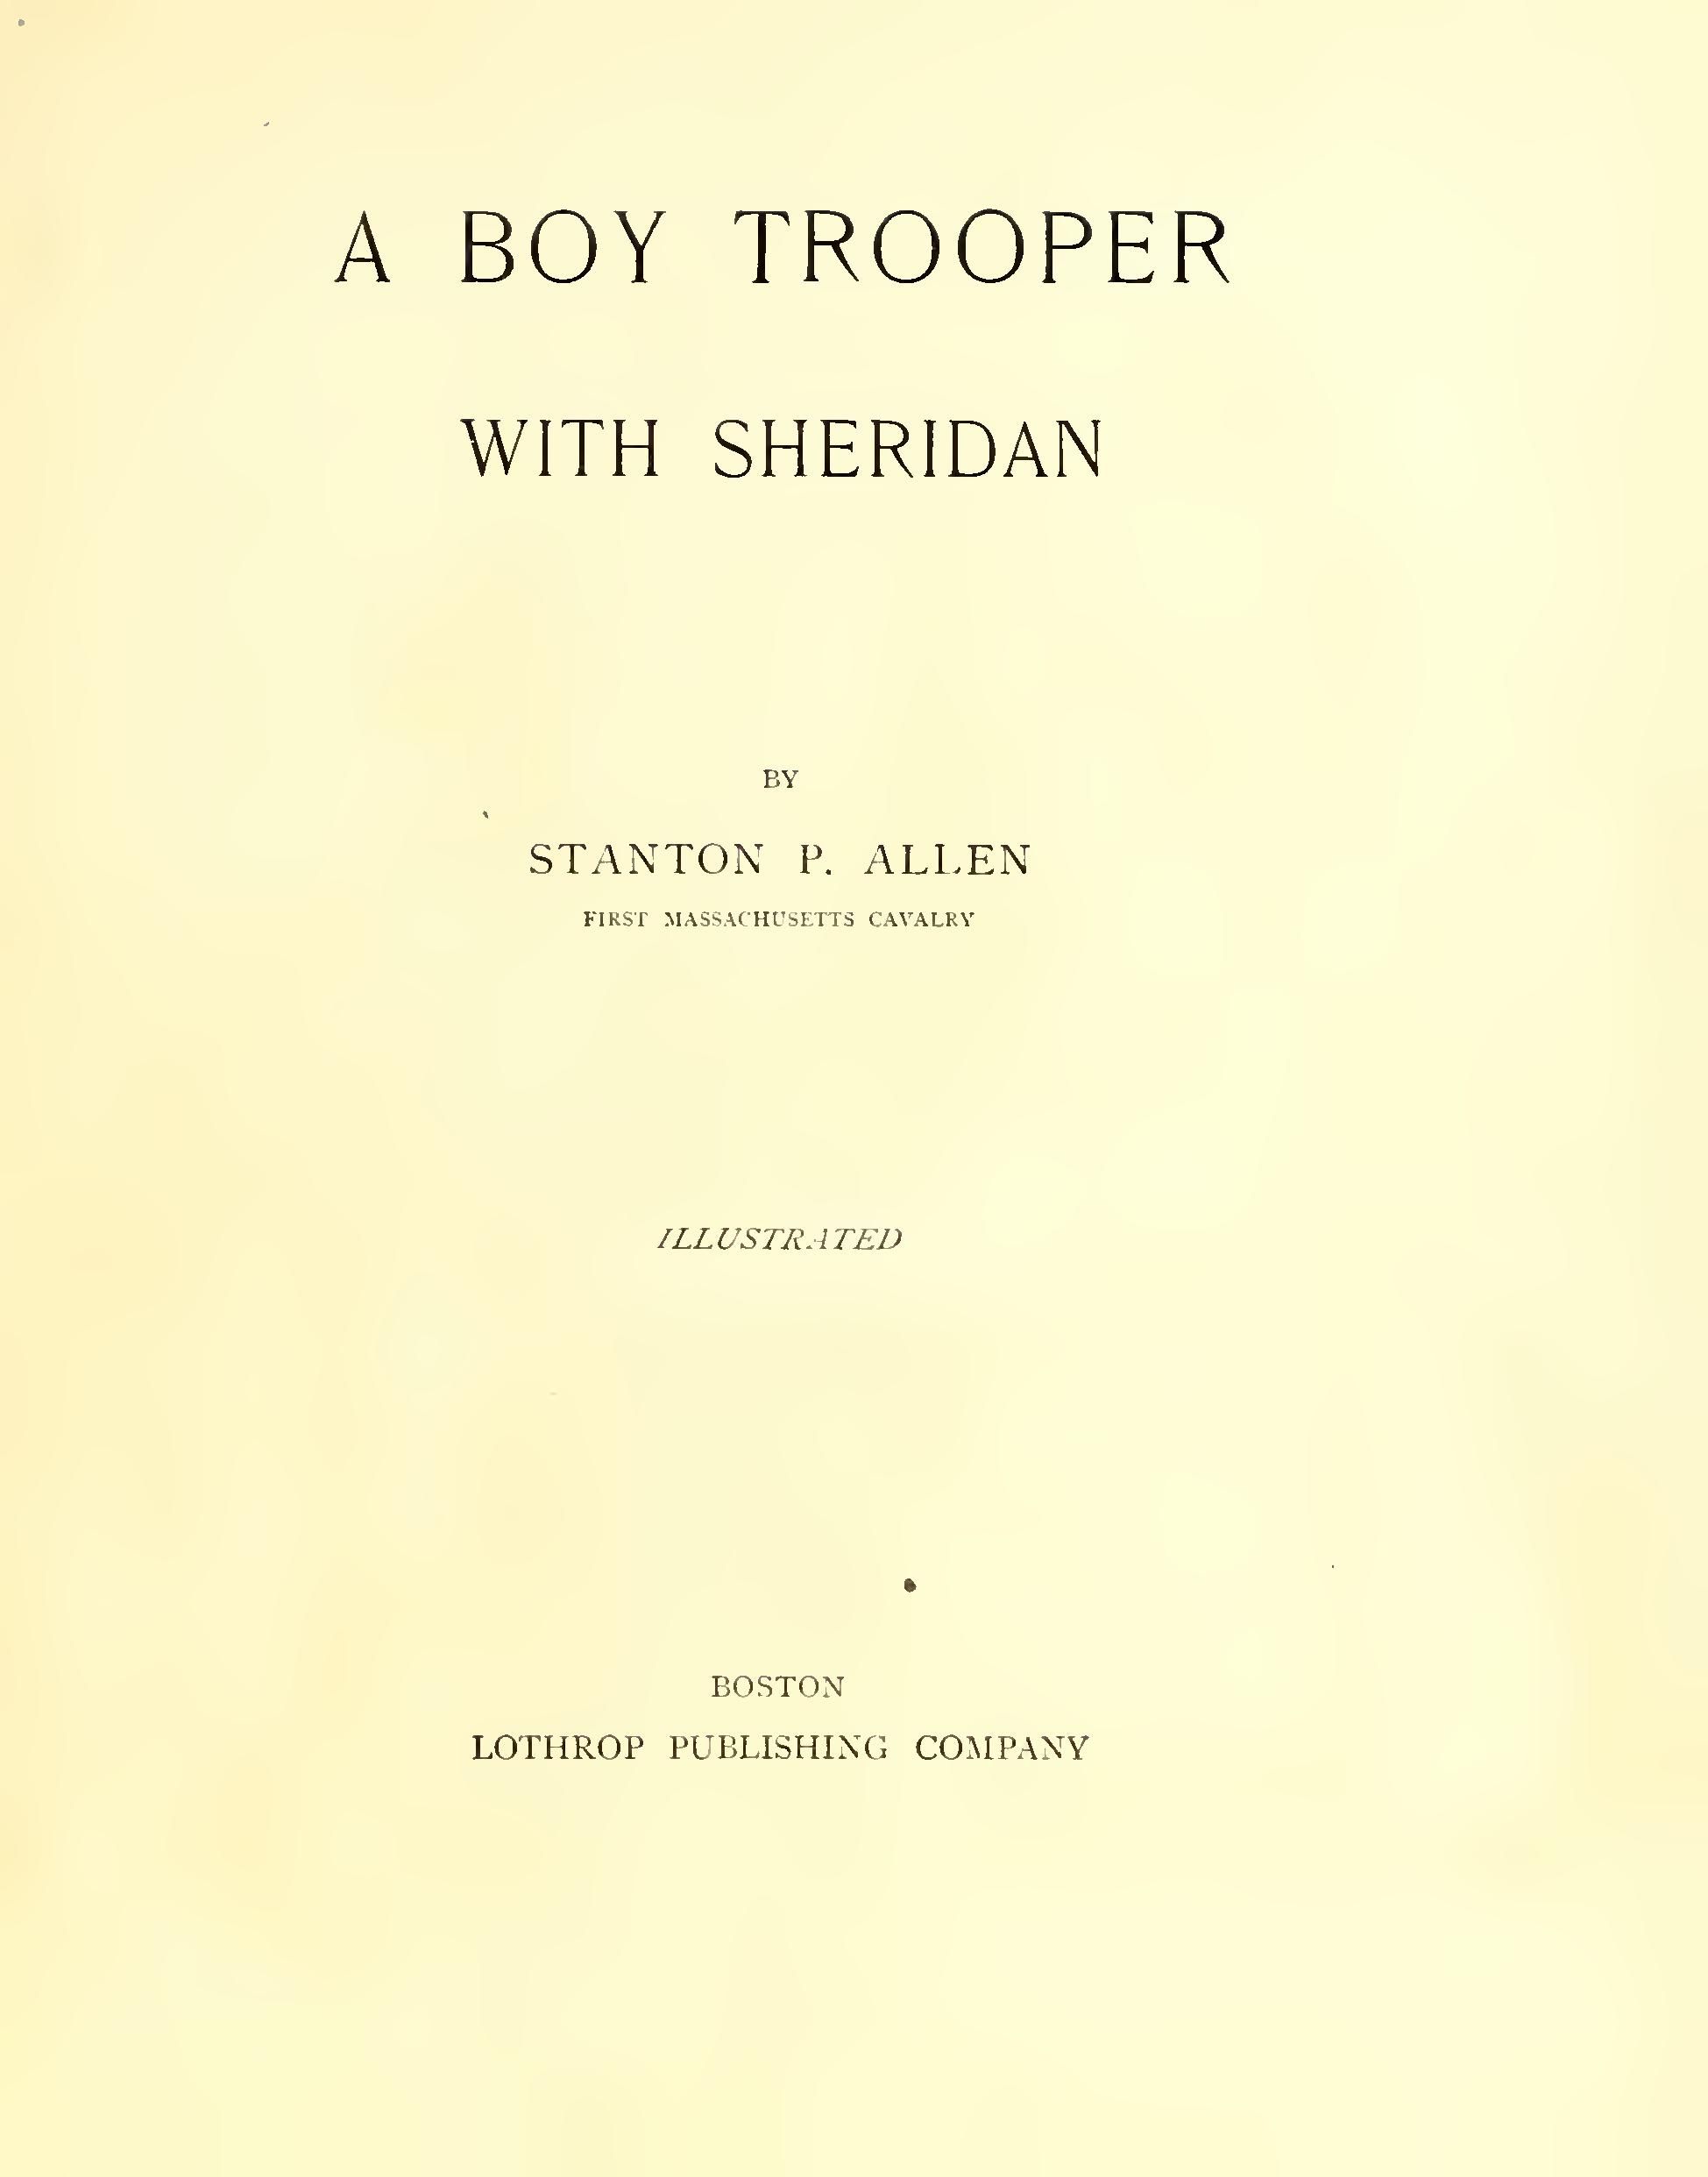 A BOY TROOPER
WITH SHERIDAN
BY
STANTON P. ALLEN
FIRST MASSACHUSETTS CAVALRY
ILLUSTRATED
BOSTON
LOTHROP PUBLISHING COMPANY